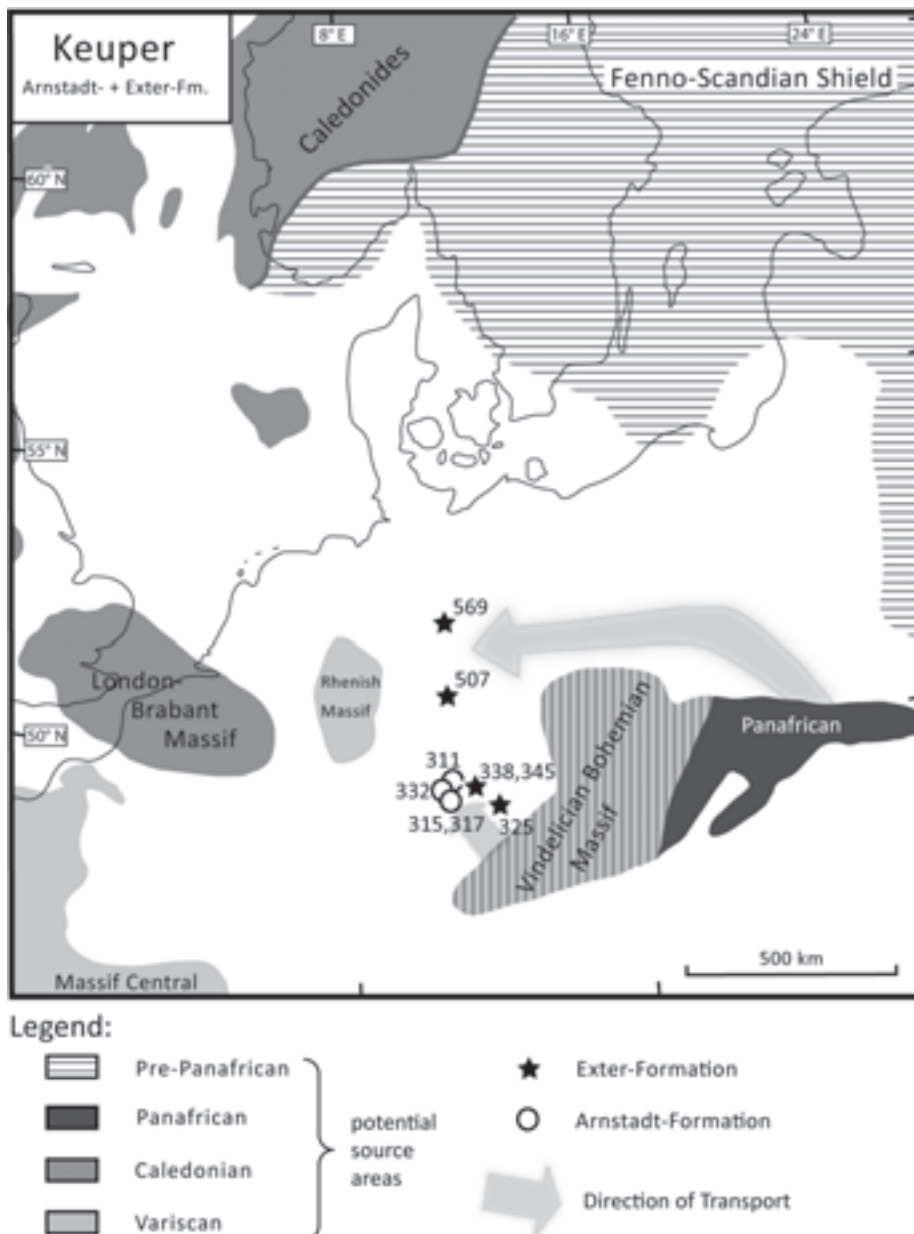 Keuper
Arnstadt- + Exter-Fm.
8° E
16° E
24° E
Caledonides
Fenno-Scandian Shield
60° N
55° N
569
507
London-
Brabant
Massif
Rhenish
Massif
50° N
Panafrican
311
338,345
332
315,317
325
Vindelician Bohemian
Massif
500 km
Massif Central
Legend:
Pre-Panafrican
Panafrican
Caledonian
Variscan
potential
source
areas
Exter-Formation
Arnstadt-Formation
Direction of Transport